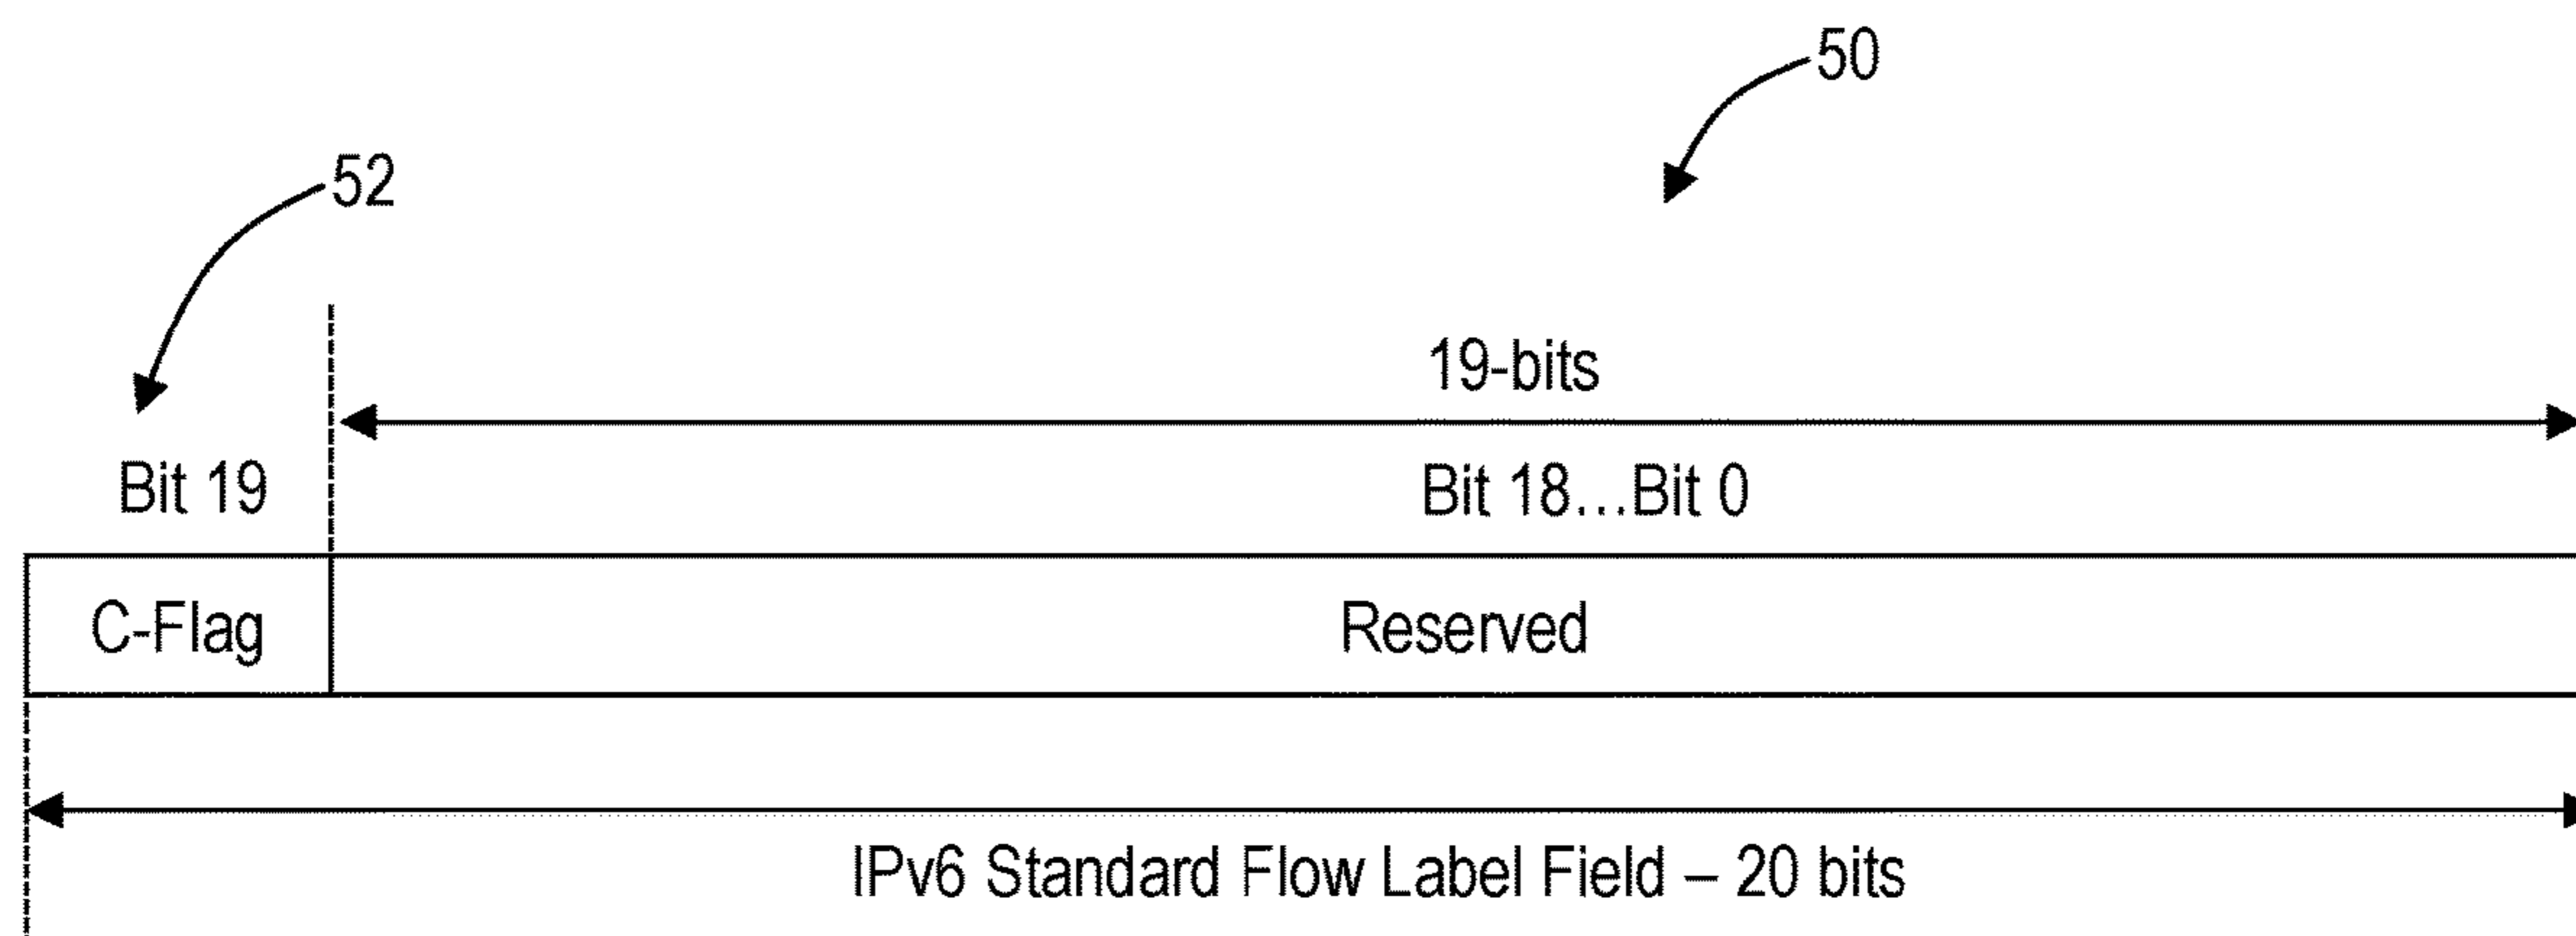 50
52
19-bits
Bit 19
Bit 18...Bit 0
C-Flag
Reserved
IPv6 Standard Flow Label Field – 20 bits